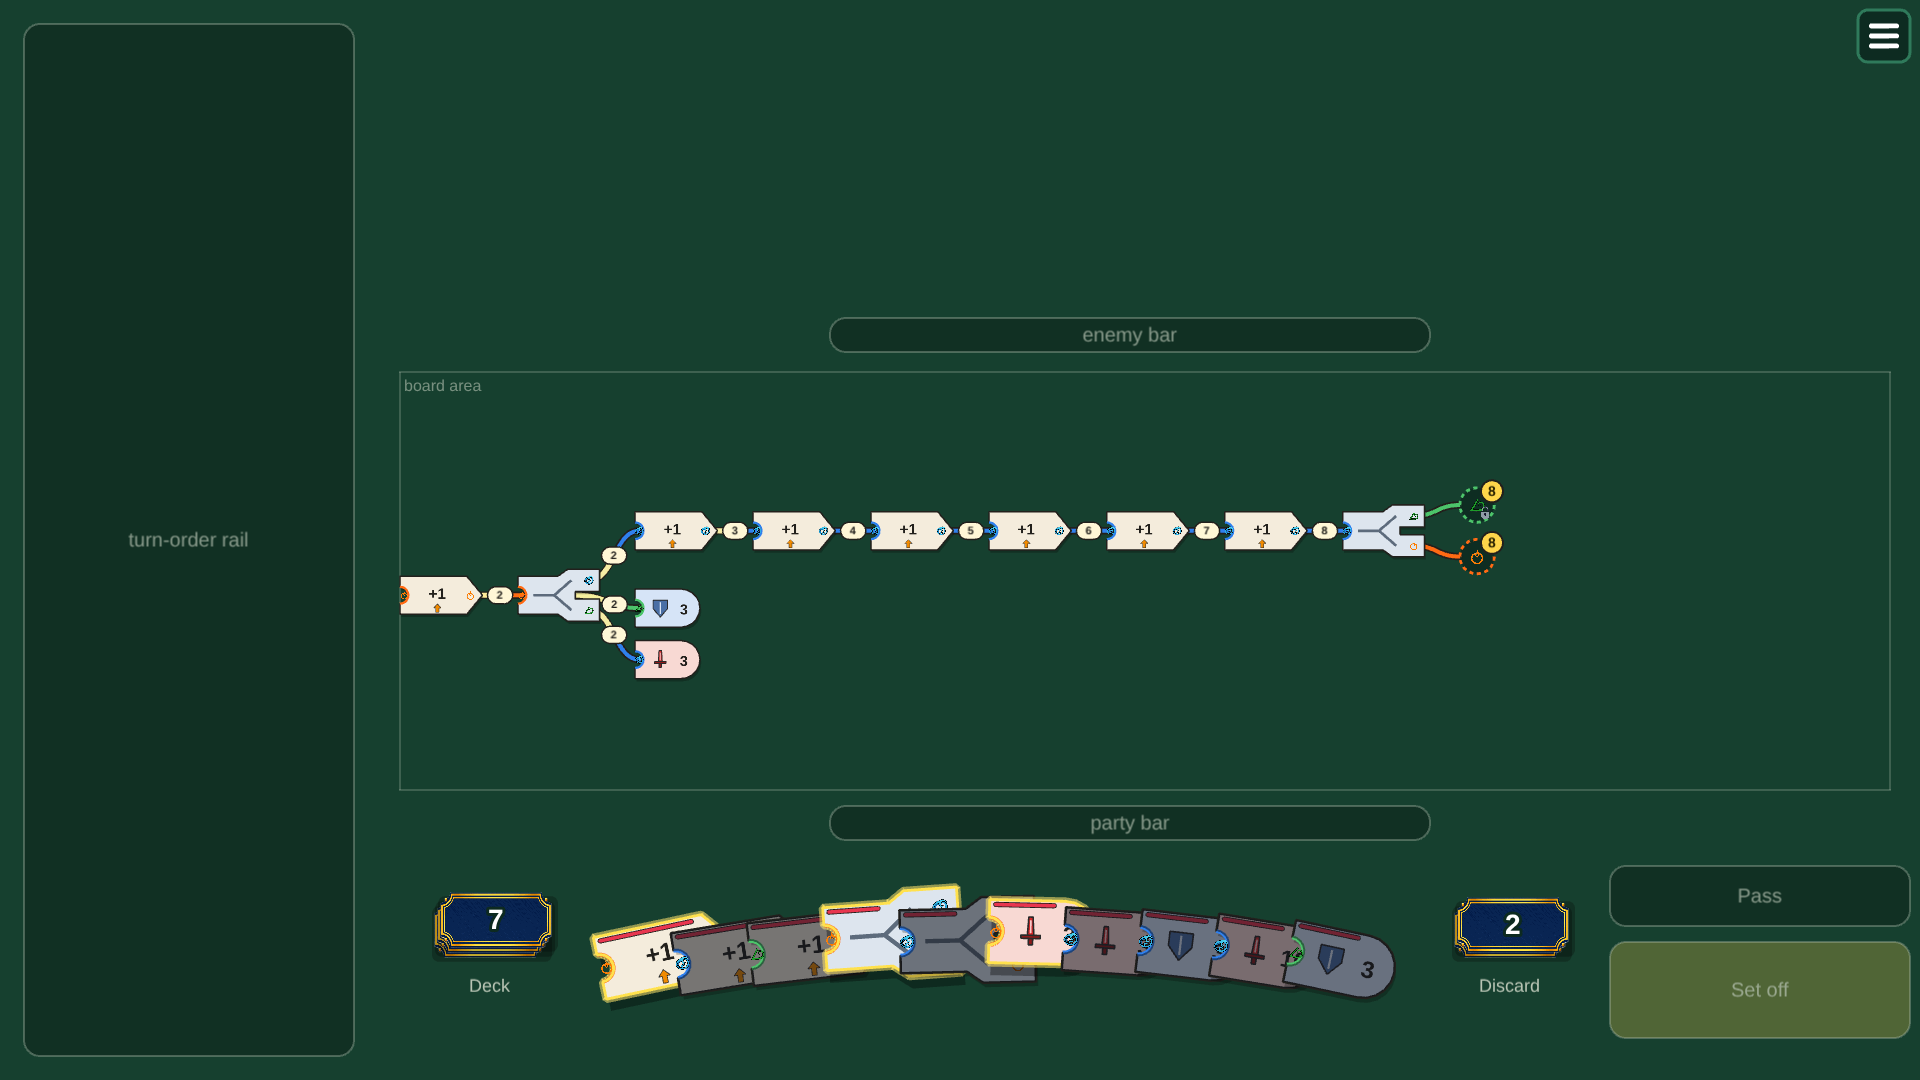 enemy bar
board area
turn-order rail
8
+1 3 +1 4 +1 5 +1 6 +1 7 +1 8
8
2
+1 2
2 3
2
3
party bar
7
Deck
+1 +1 +1 3
2
Discard
Pass
Set off